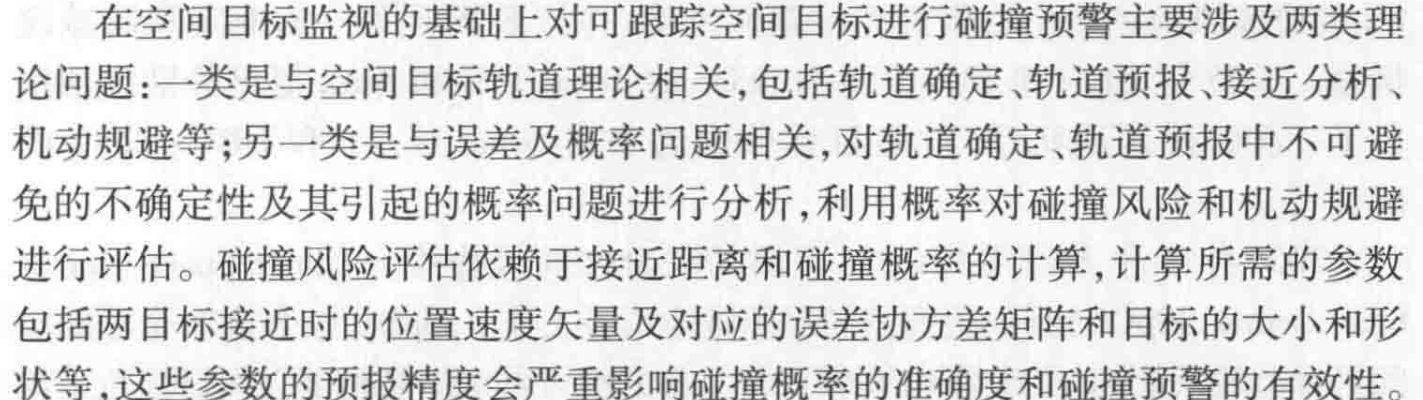 在空间目标监视的基础上对可跟踪空间目标进行碰撞预警主要涉及两类理
论问题:一类是与空间目标轨道理论相关,包括轨道确定、轨道预报、接近分析、
机动规避等;另一类是与误差及概率问题相关,对轨道确定、轨道预报中不可避
免的不确定性及其引起的概率问题进行分析,利用概率对碰撞风险和机动规避
进行评估。碰撞风险评估依赖于接近距离和碰撞概率的计算,计算所需的参数
包括两目标接近时的位置速度矢量及对应的误差协方差矩阵和目标的大小和形
状等,这些参数的预报精度会严重影响碰撞概率的准确度和碰撞预警的有效性。